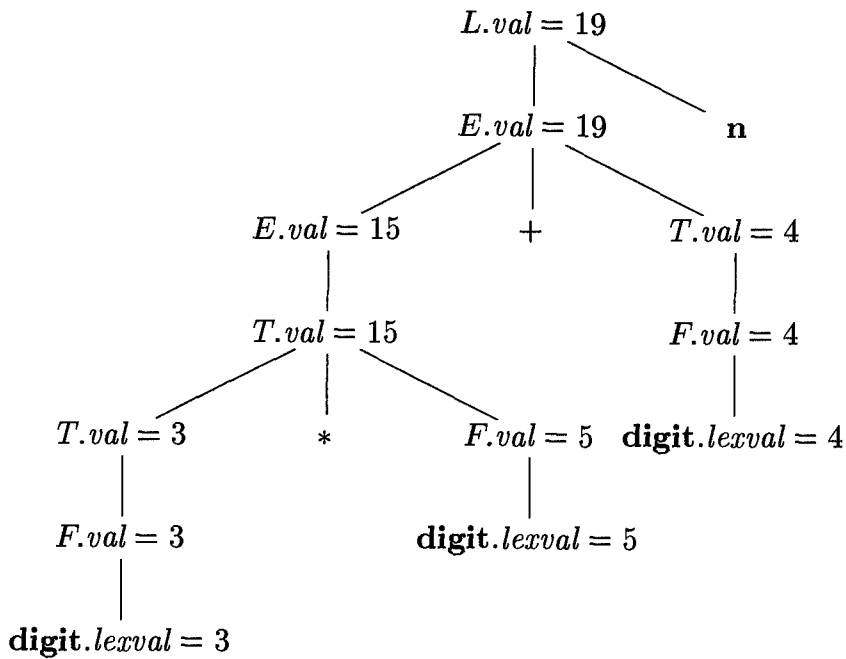 L.val = 19
E.val = 19 n
E.val = 15 + T.val = 4
T.val = 15 F.val = 4
T.val = 3 * F.val = 5 digit.lexval = 4
F.val = 3 digit.lexval = 5
digit.lexval = 3